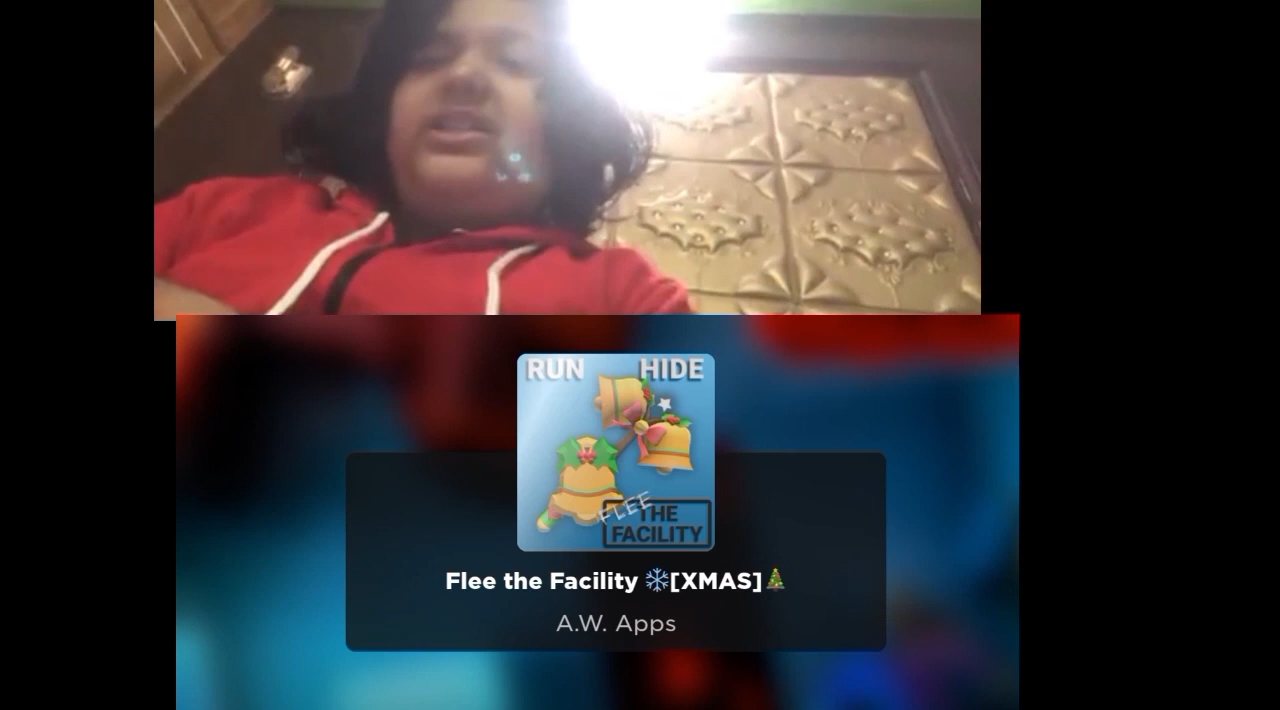 RUN HIDE
FLEE
THE
FACILITY
Flee the Facility ❄️[XMAS]🎄
A.W. Apps